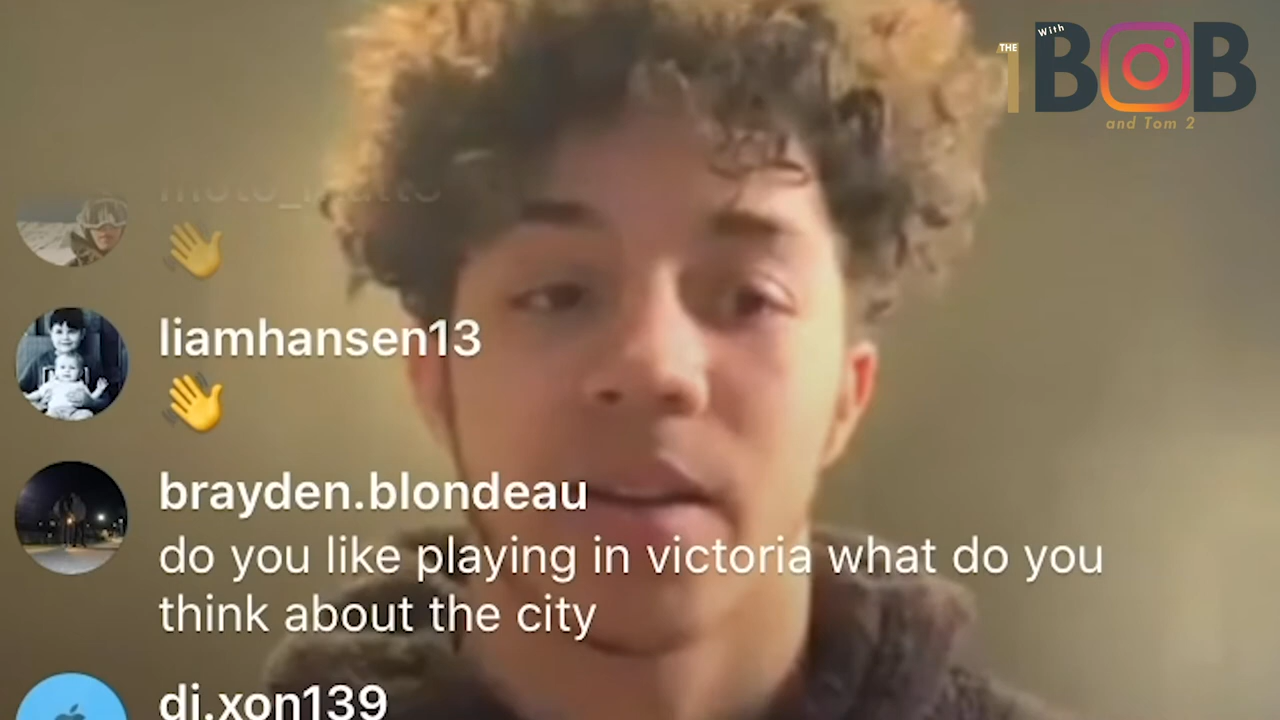 THE
With
1BOB
and Tom 2
liamhansen13
brayden.blondeau
do you like playing in victoria what do you
think about the city
dj.xon139